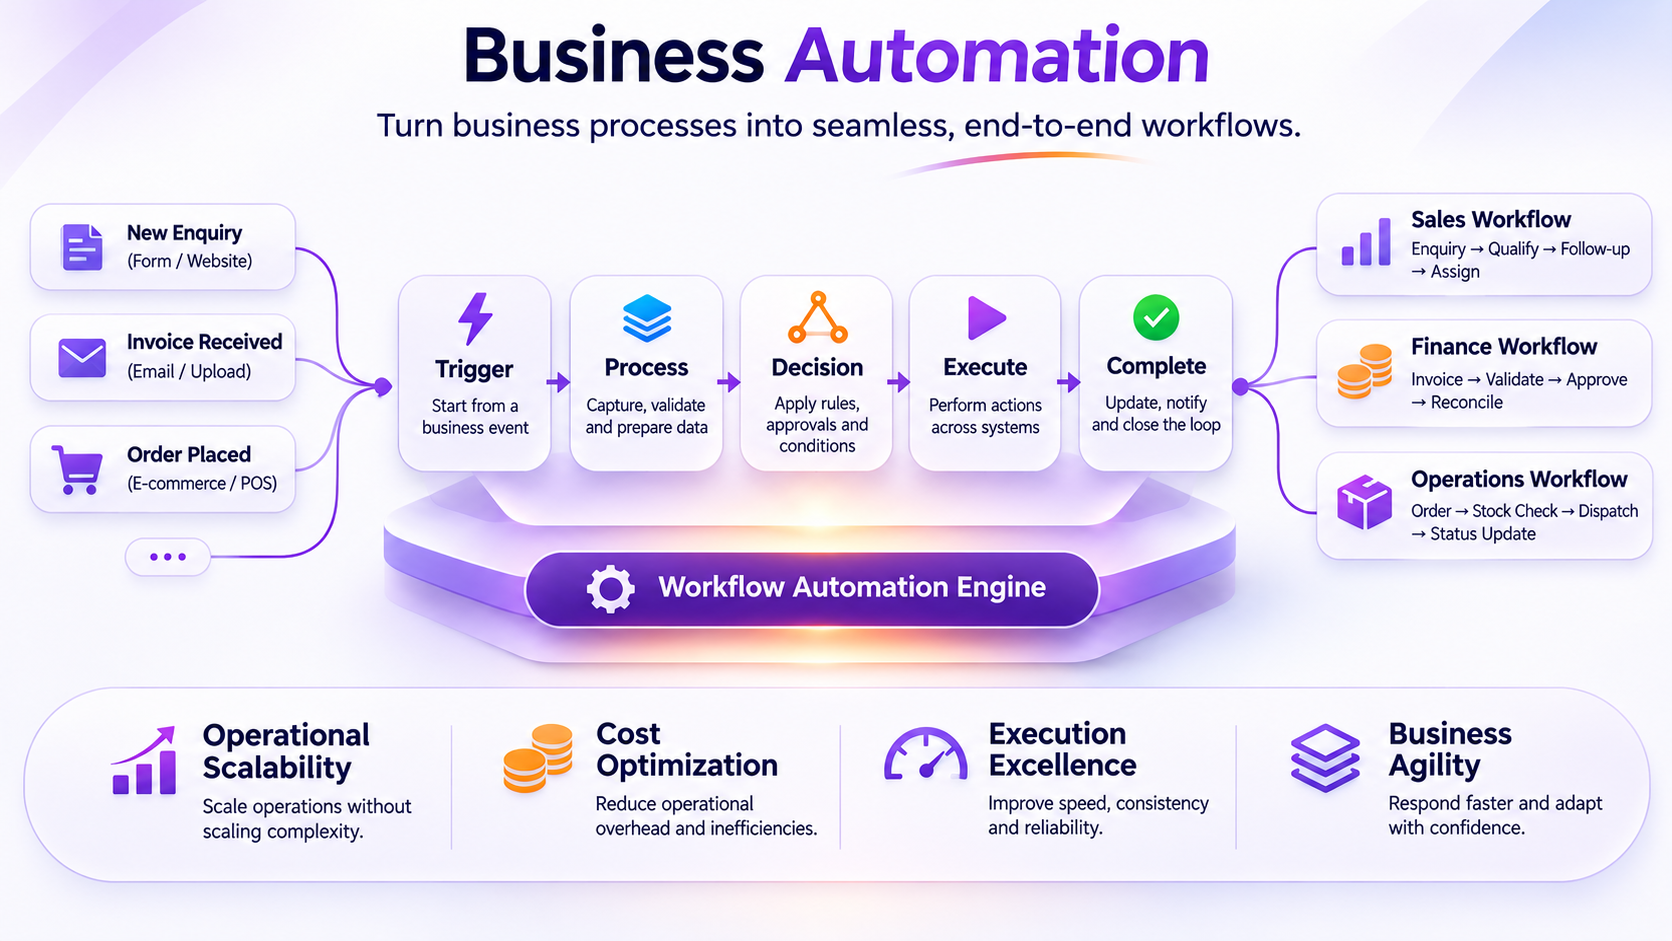 Business Automation
Turn business processes into seamless, end-to-end workflows.
New Enquiry
(Form / Website)
Invoice Received
(Email / Upload)
Order Placed
(E-commerce / POS)
Trigger
Start from a
business event
Process
Capture, validate
and prepare data
Decision
Apply rules,
approvals and
conditions
Execute
Perform actions
across systems
Complete
Update, notify
and close the loop
Sales Workflow
Enquiry → Qualify → Follow-up
→ Assign
Finance Workflow
Invoice → Validate → Approve
→ Reconcile
Operations Workflow
Order → Stock Check → Dispatch
→ Status Update
Workflow Automation Engine
Operational
Scalability
Scale operations without
scaling complexity.
Cost
Optimization
Reduce operational
overhead and inefficiencies.
Execution
Excellence
Improve speed, consistency
and reliability.
Business
Agility
Respond faster and adapt
with confidence.